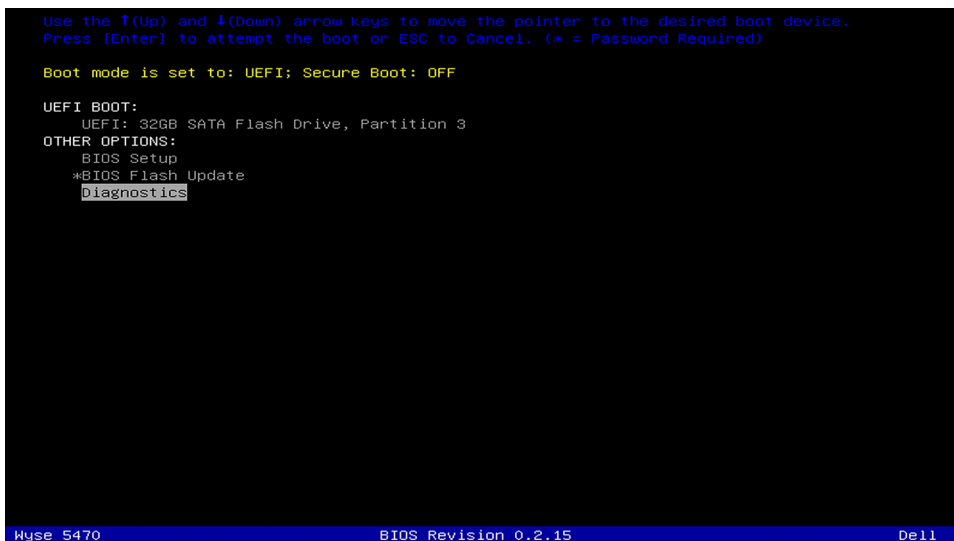 Use the ↑(Up) and ↓(Down) arrow keys to move the pointer to the desired boot device.
Press [Enter] to attempt the boot or ESC to Cancel. (* = Password Required)
Boot mode is set to: UEFI; Secure Boot: OFF
UEFI BOOT:
UEFI: 32GB SATA Flash Drive, Partition 3
OTHER OPTIONS:
BIOS Setup
*BIOS Flash Update
Diagnostics
Wyse 5470 BIOS Revision 0.2.15 Dell